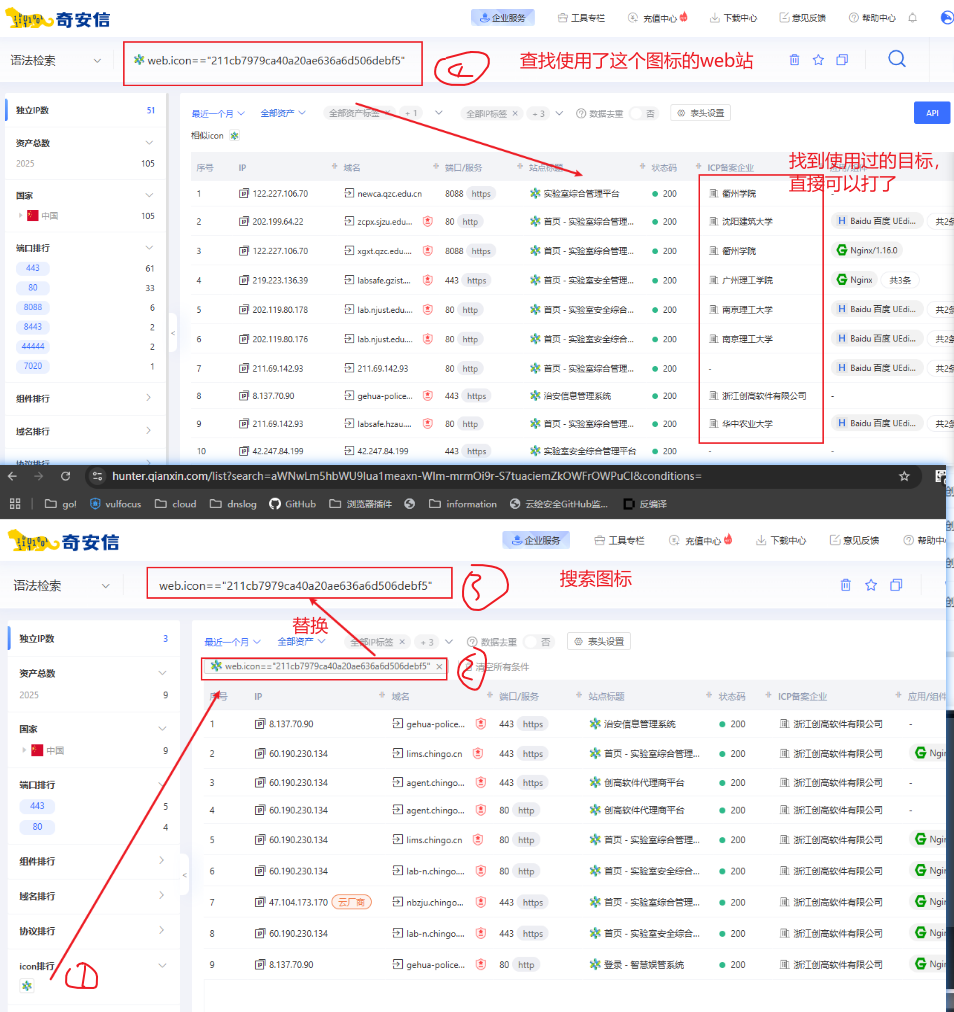 奇安信
企业服务 工具专栏 充值中心 下载中心 意见反馈 帮助中心
语法检索 web.icon=="211cb7979ca40a20ae636a6d506debf5" 查找使用了这个图标的web站
独立IP数 51
资产总数
2025 105
国家
中国 105
端口排行
443 61
80 33
8088 6
8443 2
44444 2
7020 1
组件排行
域名排行
协议排行
最近一个月 全部资产 全部资产标签 × + 1 全部IP标签 × + 3 数据去重 否 表头设置 API
相似icon
找到使用过的目标，
直接可以打了
序号 IP 域名 端口/服务 站点标题 状态码 ICP备案企业
1 122.227.106.70 newca.qzc.edu.cn 8088 https 实验室综合管理平台 200 衢州学院 -
2 202.199.64.22 zcpx.sjzu.edu... 80 http 首页 - 实验室综合管理... 200 沈阳建筑大学 Baidu 百度 UEdi... 共2条
3 122.227.106.70 xgxt.qzc.edu... 8088 https 首页 - 实验室综合管理... 200 衢州学院 Nginx/1.16.0
4 219.223.136.39 labsafe.gzist.... 443 https 首页 - 实验室安全综合... 200 广州理工学院 Nginx 共3条
5 202.119.80.178 lab.njust.edu.... 80 http 首页 - 实验室安全综合... 200 南京理工大学 Baidu 百度 UEdi... 共2条
6 202.119.80.176 lab.njust.edu.... 80 http 首页 - 实验室安全综合... 200 南京理工大学 Baidu 百度 UEdi... 共2条
7 211.69.142.93 211.69.142.93 80 http 首页 - 实验室综合管理... 200 - Baidu 百度 UEdi... 共2条
8 8.137.70.90 gehua-police... 443 https 治安信息管理系统 200 浙江创高软件有限公司 -
9 211.69.142.93 labsafe.hzau.... 80 http 首页 - 实验室综合管理... 200 华中农业大学 Baidu 百度 UEdi... 共2条
10 42.247.84.199 42.247.84.199 443 https 实验室安全综合管理平台 200
hunter.qianxin.com/list?search=
go! vulfocus cloud dnslog GitHub 浏览器插件 information 云绘安全GitHub监... 反编译
奇安信
企业服务 工具专栏 充值中心 下载中心 意见反馈 帮助中
语法检索 web.icon=="211cb7979ca40a20ae636a6d506debf5" 3 搜索图标
替换
独立IP数 3
资产总数
2025 9
国家
中国 9
端口排行
443 5
80 4
组件排行
域名排行
协议排行
icon排行
1
最近一个月 全部资产 全部IP标签 × + 3 数据去重 否 表头设置
web.icon=="211cb7979ca40a20ae636a6d506debf5" × 2 清空所有条件
序号 IP 域名 端口/服务 站点标题 状态码 ICP备案企业 应用/组件
1 8.137.70.90 gehua-police... 443 https 治安信息管理系统 200 浙江创高软件有限公司 -
2 60.190.230.134 lims.chingo.cn 443 https 首页 - 实验室综合管理... 200 浙江创高软件有限公司 Ngin
3 60.190.230.134 agent.chingo... 443 https 创高软件代理商平台 200 浙江创高软件有限公司 -
4 60.190.230.134 agent.chingo... 80 http 创高软件代理商平台 200 浙江创高软件有限公司 -
5 60.190.230.134 lims.chingo.cn 80 http 首页 - 实验室综合管理... 200 浙江创高软件有限公司 Ngin
6 60.190.230.134 lab-n.chingo... 80 http 首页 - 实验室安全综合... 200 浙江创高软件有限公司 Ngin
7 47.104.173.170 云厂商 nbzju.chingo... 443 https 首页 - 实验室综合管理... 200 浙江创高软件有限公司 Ngin
8 60.190.230.134 lab-n.chingo... 443 https 首页 - 实验室安全综合... 200 浙江创高软件有限公司 Ngin
9 8.137.70.90 gehua-police... 80 http 登录 - 智慧娱管系统 200 浙江创高软件有限公司 Ngin